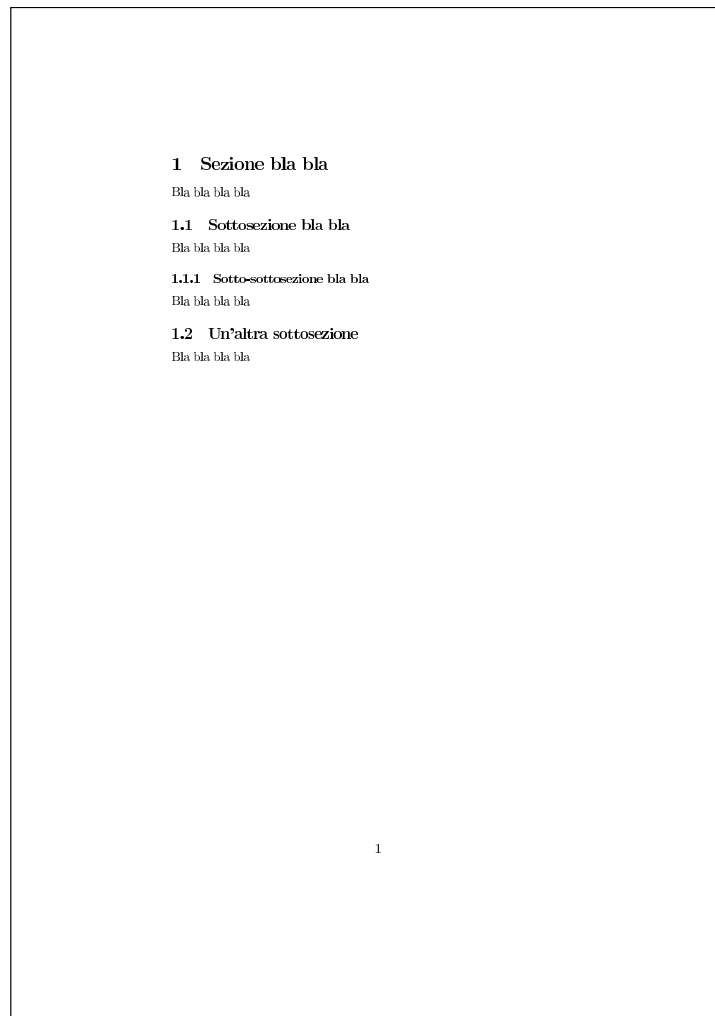 1 Sezione bla bla
Bla bla bla bla
1.1 Sottosezione bla bla
Bla bla bla bla
1.1.1 Sotto-sottosezione bla bla
Bla bla bla bla
1.2 Un'altra sottosezione
Bla bla bla bla
1